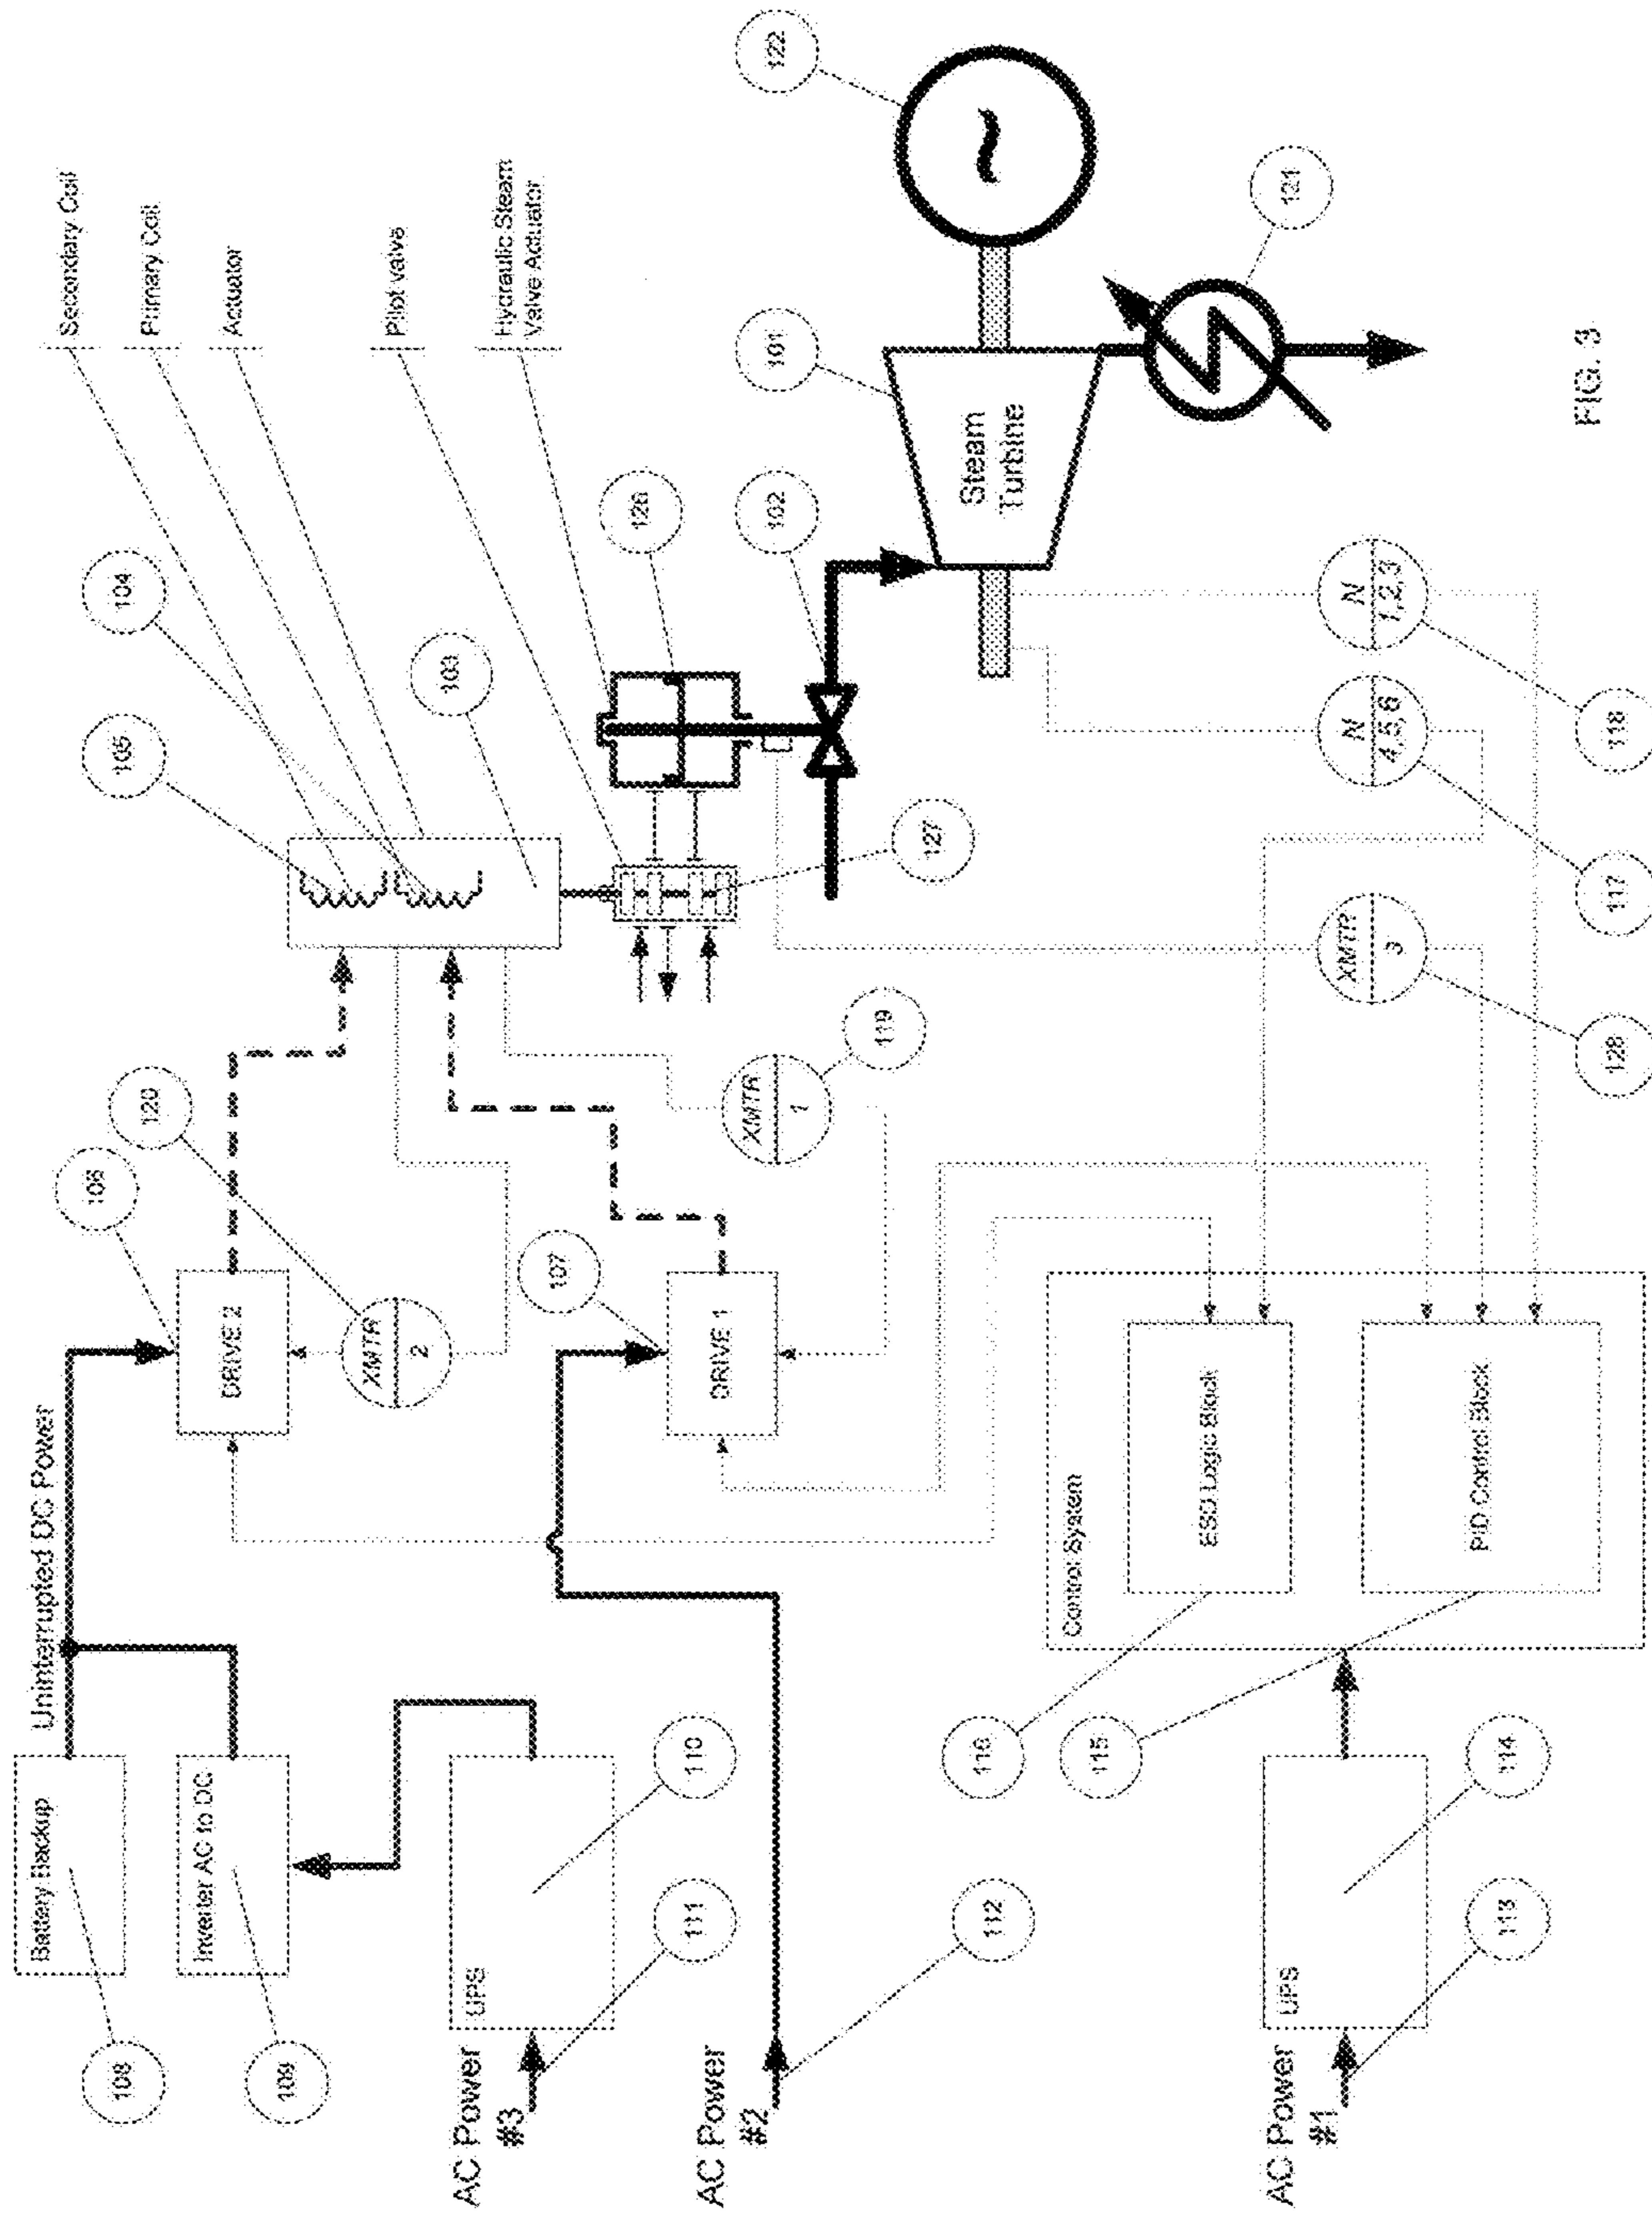 Battery Backup
Uninterrupted DC Power
Secondary Coil
108
106
120
105
104
Primary Coil
Inverter AC to DC
DRIVE 2
Actuator
109
XMTR
2
Pilot valve
103
UPS
AC Power
#3
107
Hydraulic Steam
Valve Actuator
111
110
DRIVE 1
126
AC Power
#2
XMTR
1
119
102
101
122
112
116
127
Steam
Turbine
Control System
115
ESD Logic Block
UPS
AC Power
#1
121
XMTR
3
N
4,5,6
N
1,2,3
PID Control Block
113
114
128
117
118
FIG. 3